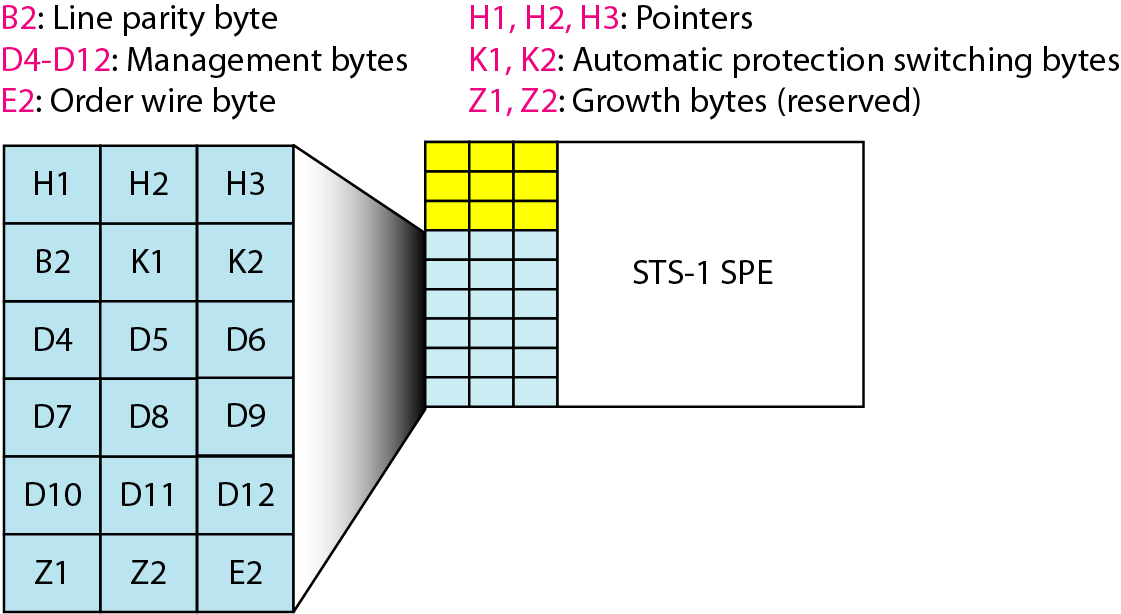 B2: Line parity byte
D4-D12: Management bytes
E2: Order wire byte
H1, H2, H3: Pointers
K1, K2: Automatic protection switching bytes
Z1, Z2: Growth bytes (reserved)
H1 H2 H3
B2 K1 K2
D4 D5 D6
D7 D8 D9
D10 D11 D12
Z1 Z2 E2
STS-1 SPE